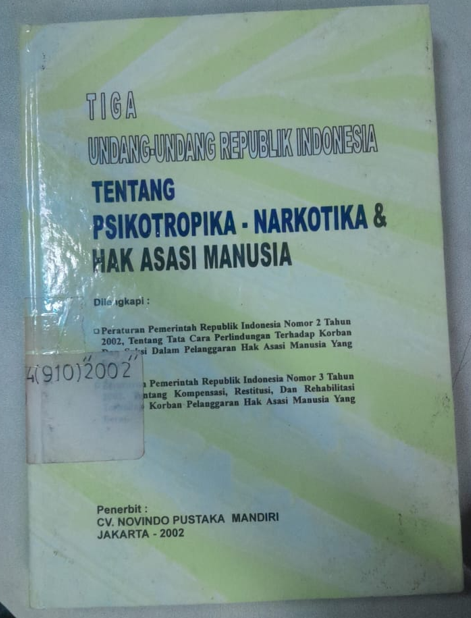 TIGA
UNDANG-UNDANG REPUBLIK INDONESIA
TENTANG
PSIKOTROPIKA - NARKOTIKA &
HAK ASASI MANUSIA
Dilengkapi :
Peraturan Pemerintah Republik Indonesia Nomor 2 Tahun
2002, Tentang Tata Cara Perlindungan Terhadap Korban
Dalam Pelanggaran Hak Asasi Manusia Yang
4(910)"2002"
Pemerintah Republik Indonesia Nomor 3 Tahun
Kompensasi, Restitusi, Dan Rehabilitasi
Korban Pelanggaran Hak Asasi Manusia Yang
Penerbit :
CV. NOVINDO PUSTAKA MANDIRI
JAKARTA - 2002